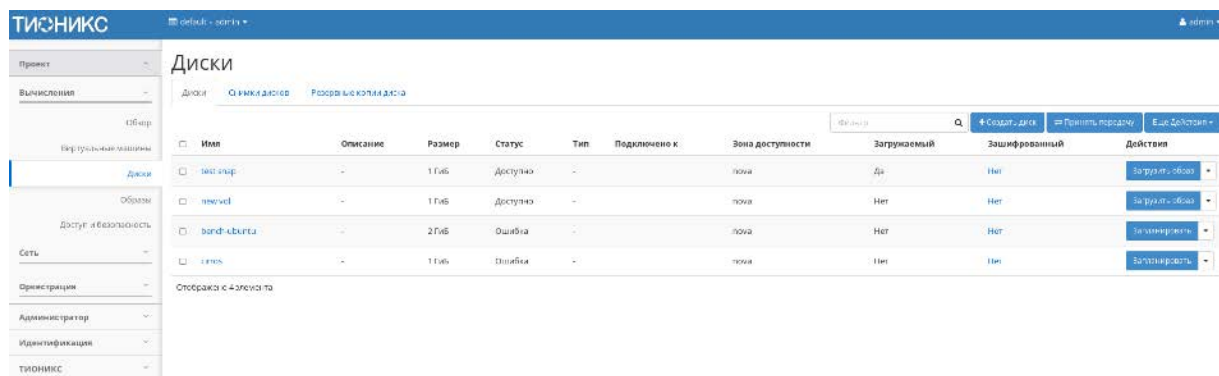 ТИОНИКС
default - admin
admin
Проект
Вычисления
Обзор
Виртуальные машины
Диски
Образы
Доступ и безопасность
Сеть
Оркестрация
Администратор
Идентификация
ТИОНИКС
Диски
Диски Снимки дисков Резервные копии диска
Фильтр + Создать диск Принять передачу Еще Действия
Имя Описание Размер Статус Тип Подключено к Зона доступности Загружаемый Зашифрованный Действия
test snap - 1 ГиБ Доступно - nova Да Нет Загрузить образ
new vol - 1 ГиБ Доступно - nova Нет Нет Загрузить образ
bench-ubuntu - 2 ГиБ Ошибка - nova Нет Нет Запланировать
cirros - 1 ГиБ Ошибка - nova Нет Нет Запланировать
Отображено 4 элемента